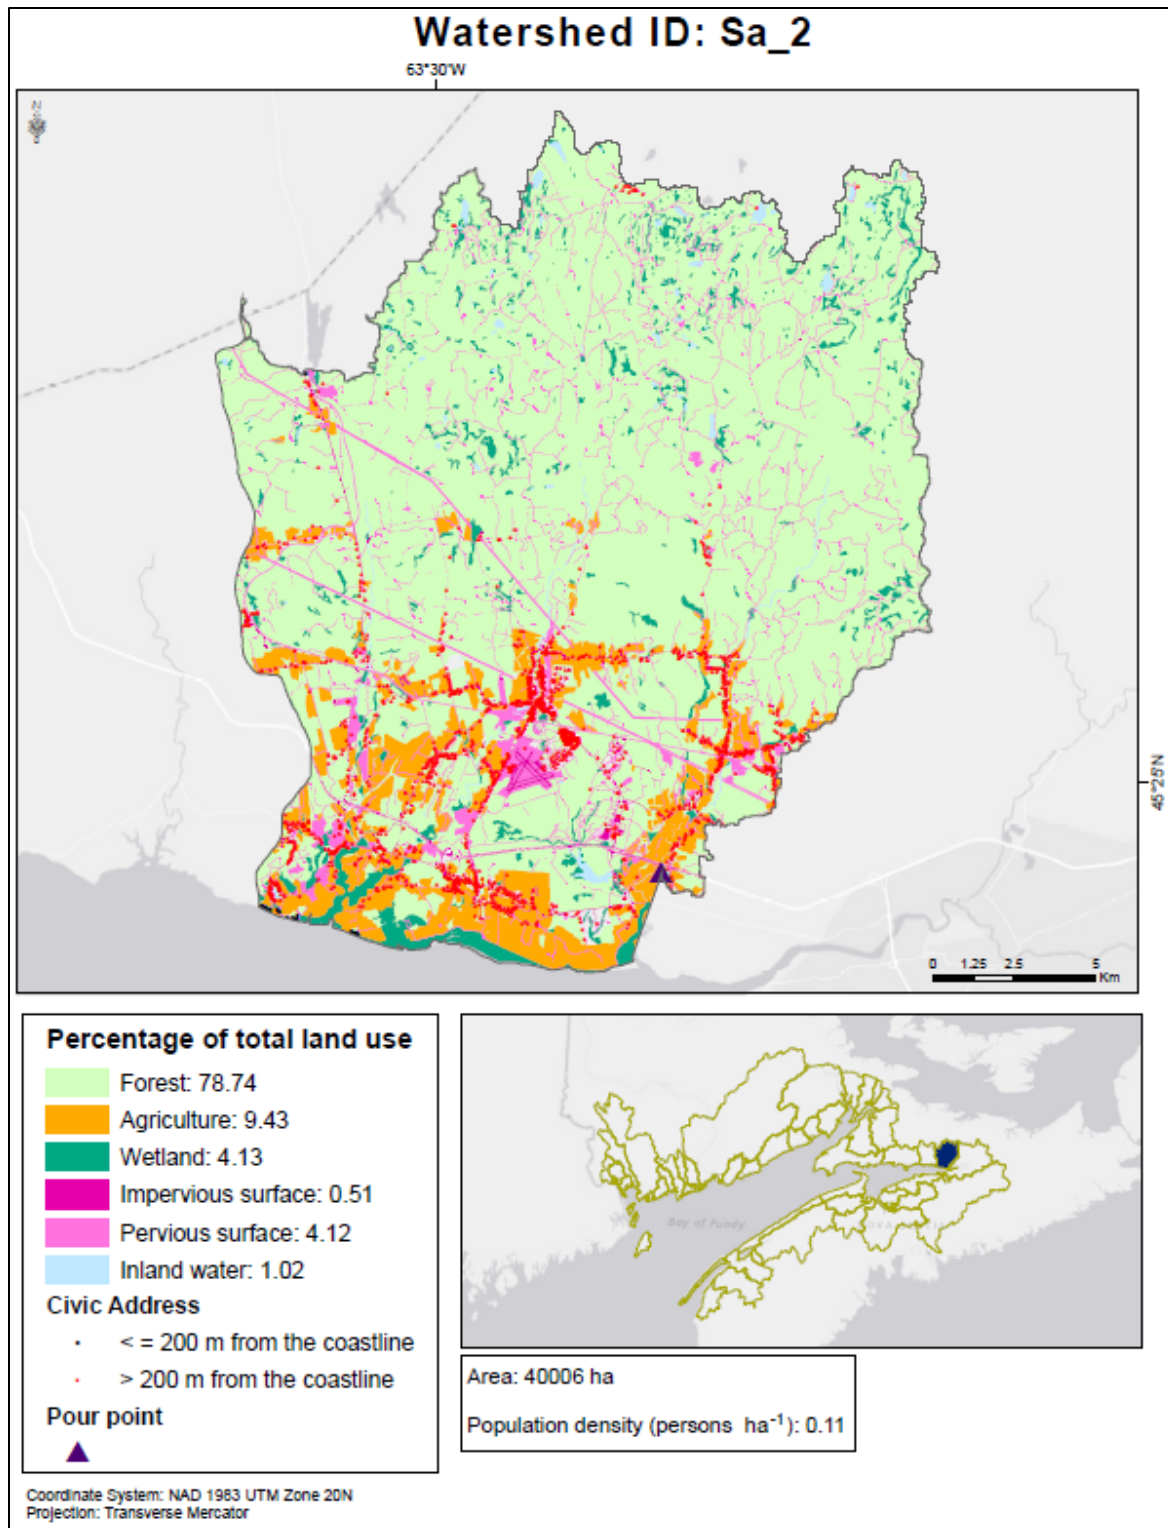 Watershed ID: Sa_2
63°30'W
N
45°25'N
0 1.25 2.5 5
Km
Percentage of total land use
Forest: 78.74
Agriculture: 9.43
Wetland: 4.13
Impervious surface: 0.51
Pervious surface: 4.12
Inland water: 1.02
Civic Address
< = 200 m from the coastline
> 200 m from the coastline
Pour point
Bay of Fundy
Area: 40006 ha
Population density (persons ha⁻¹): 0.11
Coordinate System: NAD 1983 UTM Zone 20N
Projection: Transverse Mercator